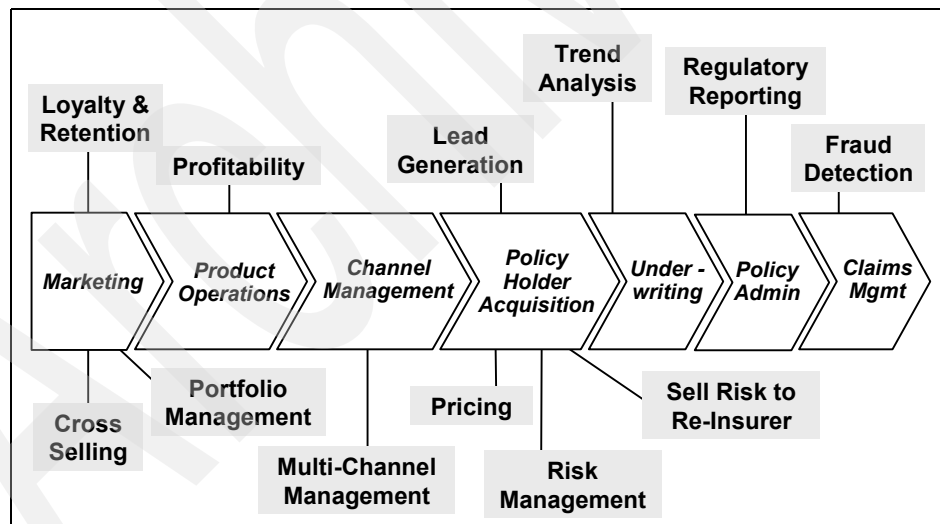 Trend
Analysis
Regulatory
Reporting
Loyalty &
Retention
Lead
Generation
Fraud
Detection
Profitability
Marketing
Product
Operations
Channel
Management
Policy
Holder
Acquisition
Under -
writing
Policy
Admin
Claims
Mgmt
Portfolio
Management
Cross
Selling
Pricing
Sell Risk to
Re-Insurer
Multi-Channel
Management
Risk
Management